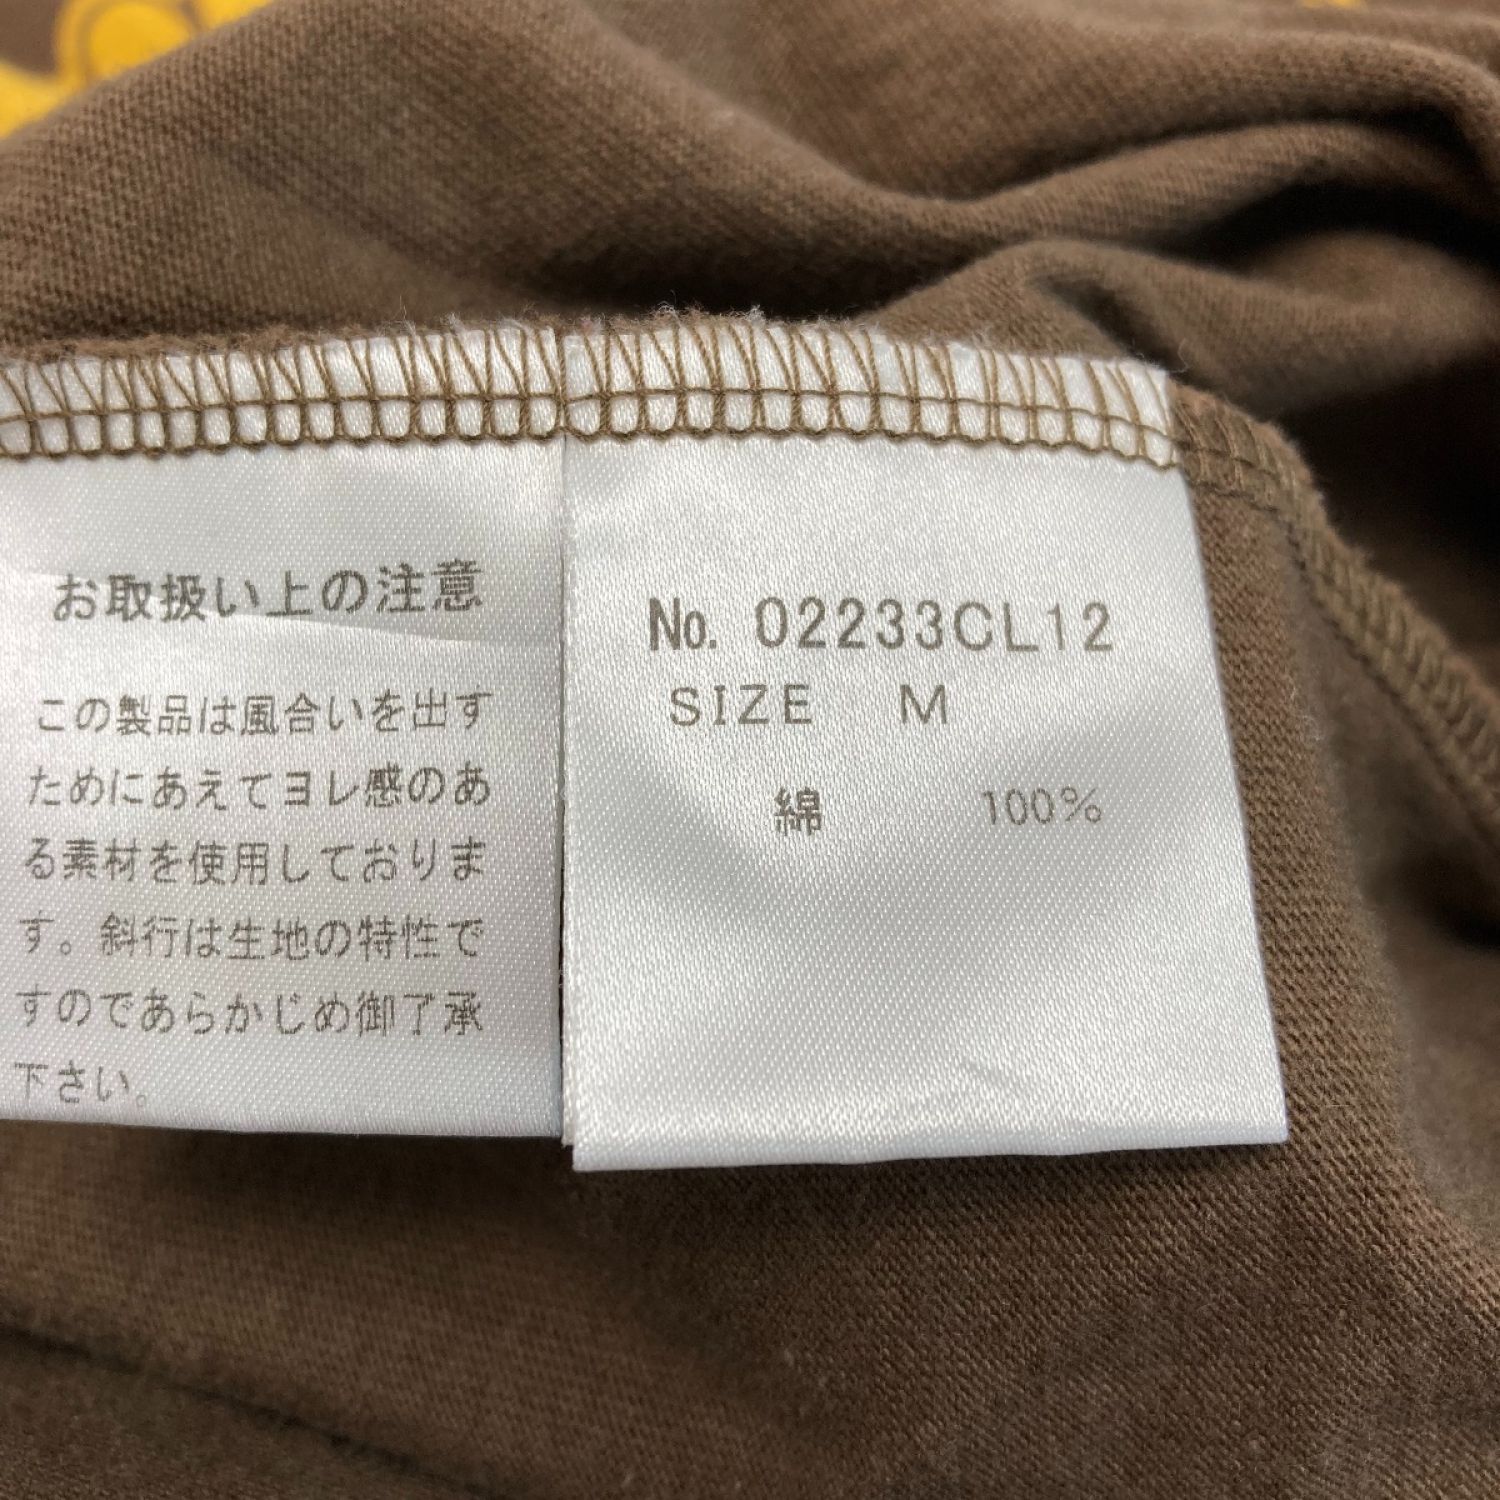 お取扱い上の注意
この製品は風合いを出す
ためにあえてヨレ感のあ
る素材を使用しておりま
す。斜行は生地の特性で
すのであらかじめ御了承
下さい。
No. 02233CL12
SIZE M
綿 100%